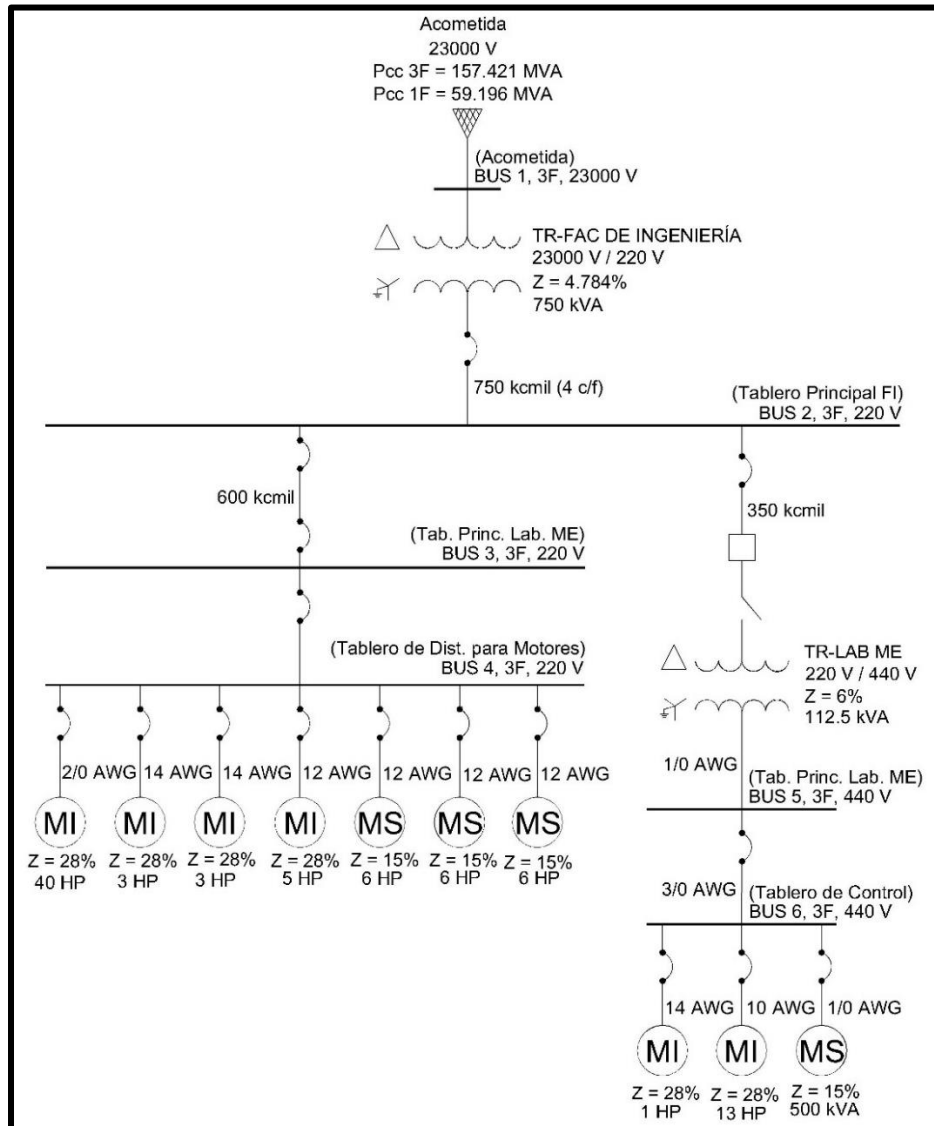 Acometida
23000 V
Pcc 3F = 157.421 MVA
Pcc 1F = 59.196 MVA
(Acometida)
BUS 1, 3F, 23000 V
TR-FAC DE INGENIERÍA
23000 V / 220 V
Z = 4.784%
750 kVA
750 kcmil (4 c/f)
(Tablero Principal FI)
BUS 2, 3F, 220 V
600 kcmil
350 kcmil
(Tab. Princ. Lab. ME)
BUS 3, 3F, 220 V
(Tablero de Dist. para Motores)
BUS 4, 3F, 220 V
TR-LAB ME
220 V / 440 V
Z = 6%
112.5 kVA
2/0 AWG
14 AWG
14 AWG
12 AWG
12 AWG
12 AWG
12 AWG
MI
MI
MI
MI
MS
MS
MS
Z = 28%
40 HP
Z = 28%
3 HP
Z = 28%
3 HP
Z = 28%
5 HP
Z = 15%
6 HP
Z = 15%
6 HP
Z = 15%
6 HP
1/0 AWG
(Tab. Princ. Lab. ME)
BUS 5, 3F, 440 V
3/0 AWG
(Tablero de Control)
BUS 6, 3F, 440 V
14 AWG
10 AWG
1/0 AWG
MI
MI
MS
Z = 28%
1 HP
Z = 28%
13 HP
Z = 15%
500 kVA